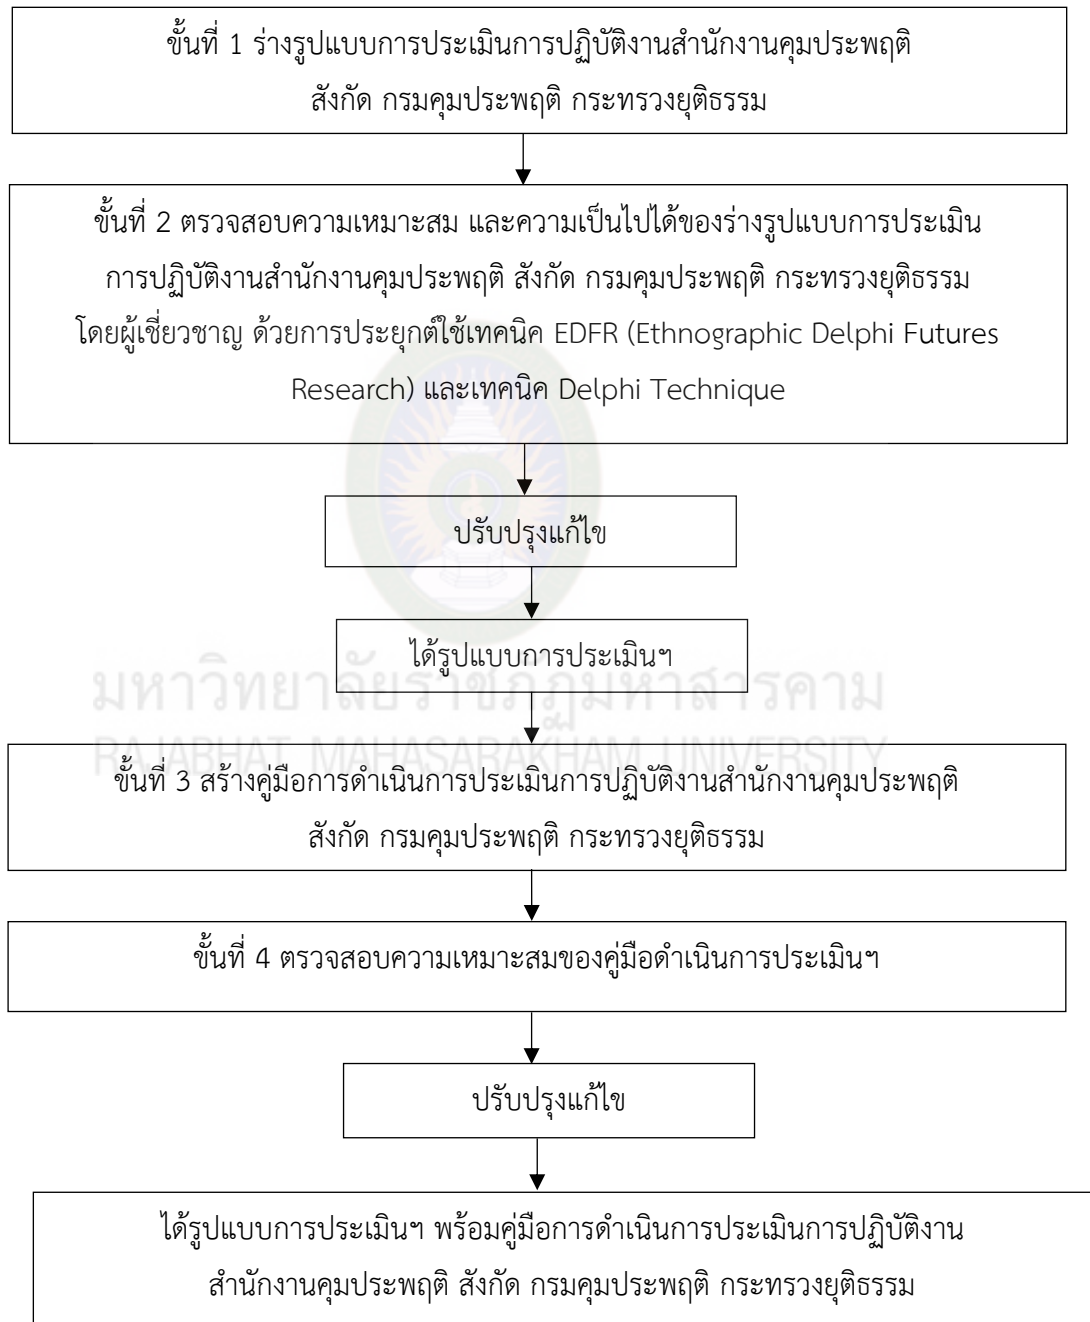 ขั้นที่ 1 ร่างรูปแบบการประเมินการปฏิบัติงานสำนักงานคุมประพฤติ
สังกัด กรมคุมประพฤติ กระทรวงยุติธรรม
ขั้นที่ 2 ตรวจสอบความเหมาะสม และความเป็นไปได้ของร่างรูปแบบการประเมิน
การปฏิบัติงานสำนักงานคุมประพฤติ สังกัด กรมคุมประพฤติ กระทรวงยุติธรรม
โดยผู้เชี่ยวชาญ ด้วยการประยุกต์ใช้เทคนิค EDFR (Ethnographic Delphi Futures
Research) และเทคนิค Delphi Technique
ปรับปรุงแก้ไข
ได้รูปแบบการประเมินฯ
มหาวิทยาลัยราชภัฏมหาสารคาม
RAJABHAT MAHASARAKHAM UNIVERSITY
ขั้นที่ 3 สร้างคู่มือการดำเนินการประเมินการปฏิบัติงานสำนักงานคุมประพฤติ
สังกัด กรมคุมประพฤติ กระทรวงยุติธรรม
ขั้นที่ 4 ตรวจสอบความเหมาะสมของคู่มือดำเนินการประเมินฯ
ปรับปรุงแก้ไข
ได้รูปแบบการประเมินฯ พร้อมคู่มือการดำเนินการประเมินการปฏิบัติงาน
สำนักงานคุมประพฤติ สังกัด กรมคุมประพฤติ กระทรวงยุติธรรม